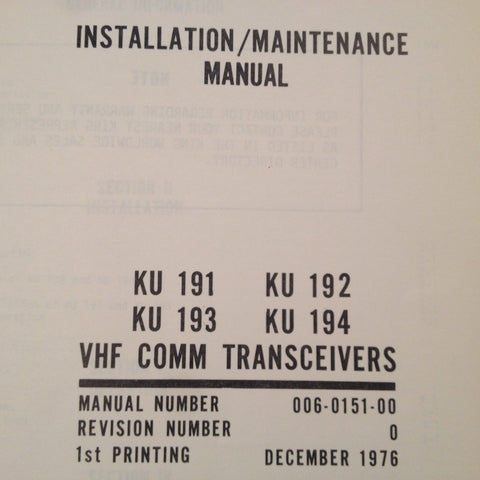 INSTALLATION/MAINTENANCE
MANUAL
KU 191 KU 192
KU 193 KU 194
VHF COMM TRANSCEIVERS
MANUAL NUMBER 006-0151-00
REVISION NUMBER 0
1st PRINTING DECEMBER 1976